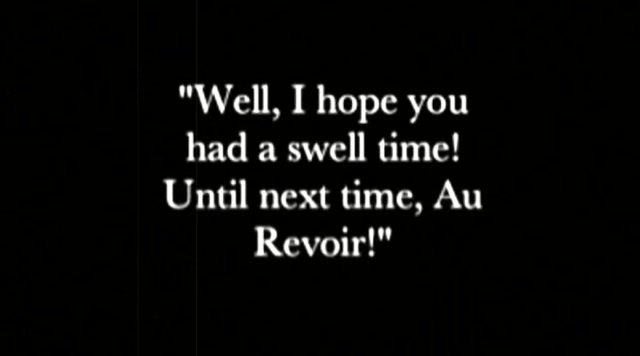 "Well, I hope you
had a swell time!
Until next time, Au
Revoir!"